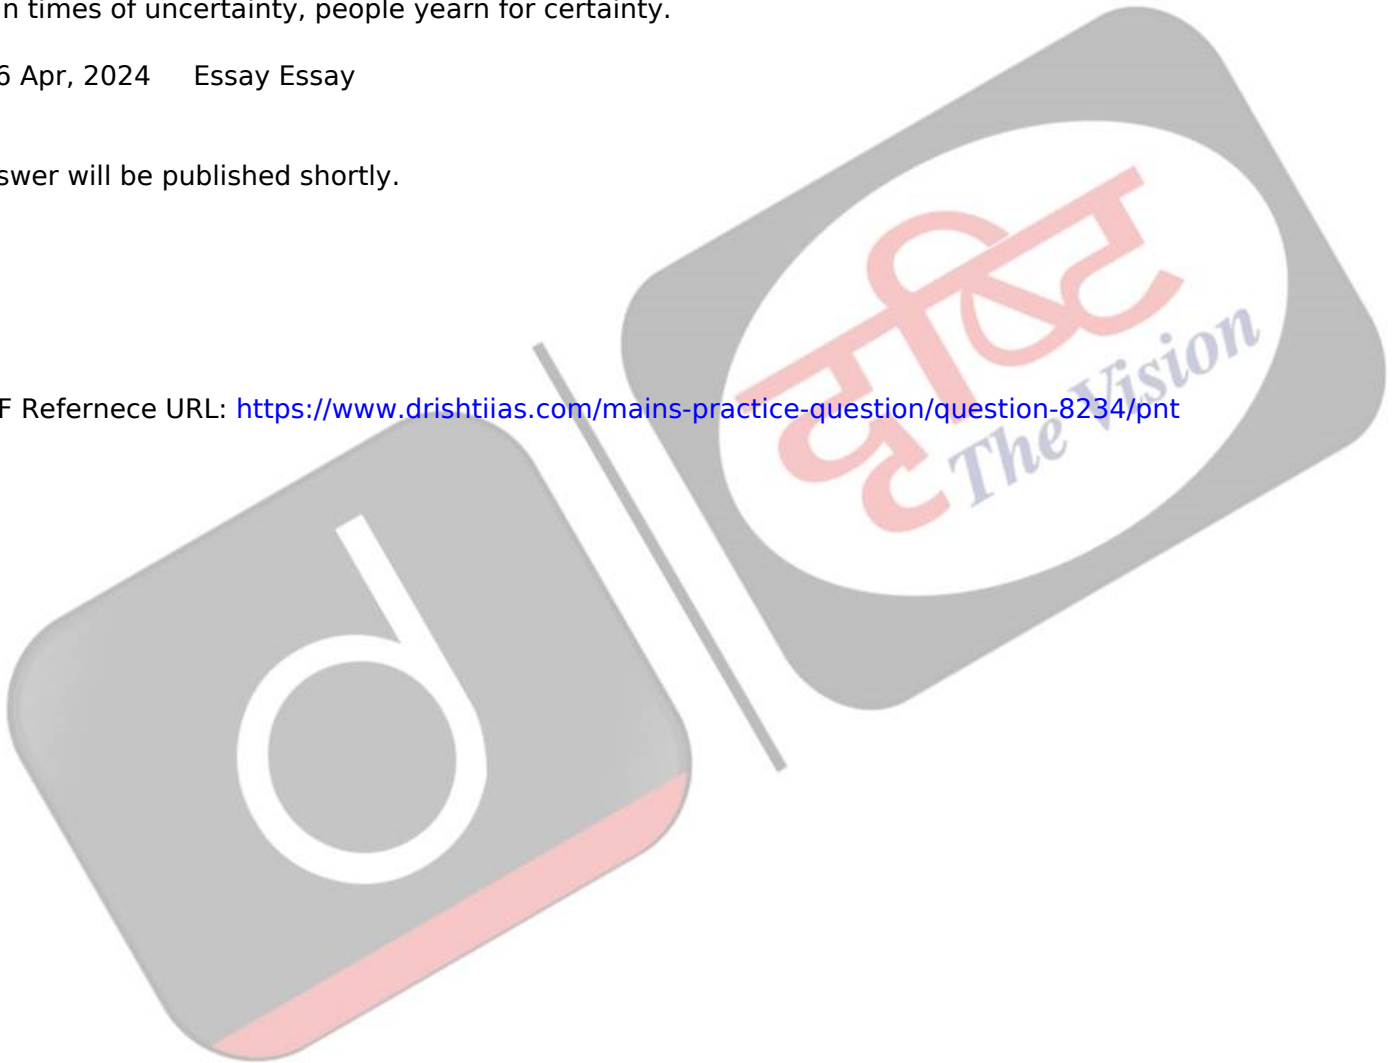 n times of uncertainty, people yearn for certainty.
6 Apr, 2024 Essay Essay
swer will be published shortly.
F Refernece URL: https://www.drishtiias.com/mains-practice-question/question-8234/pnt
दृष्टि
The Vision
d